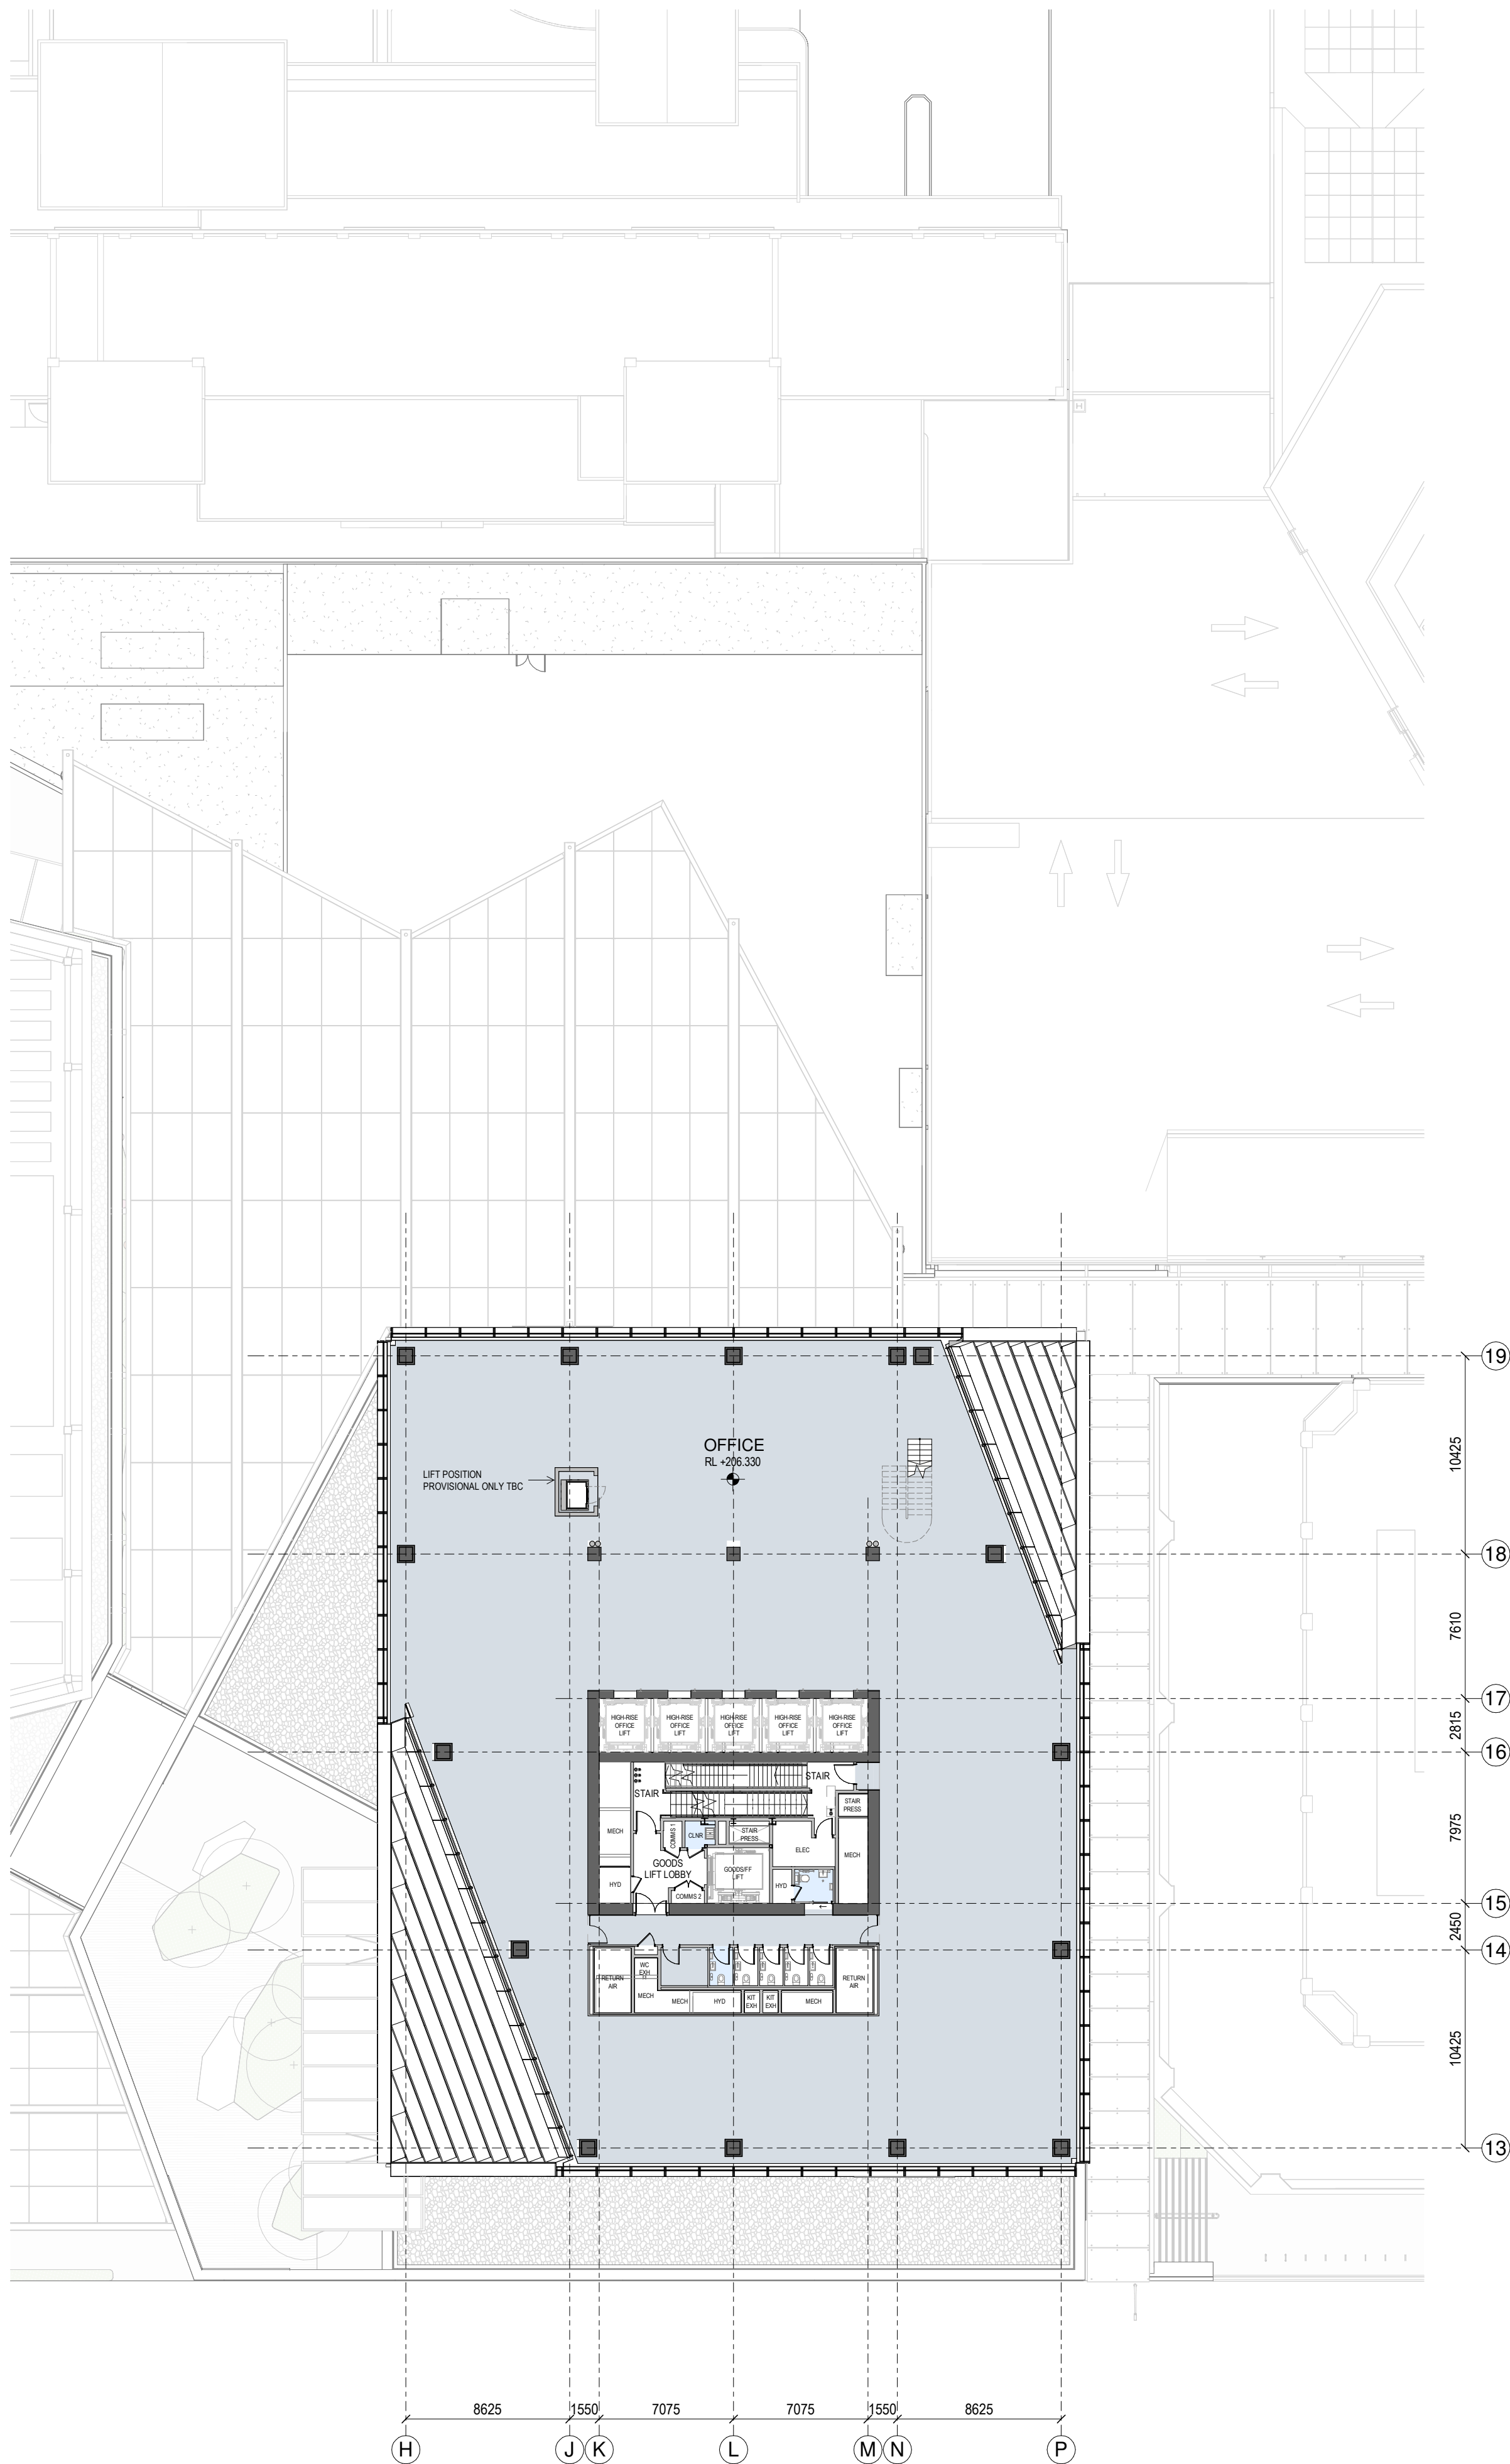 H
19
10425
OFFICE
RL +206.330
LIFT POSITION
PROVISIONAL ONLY TBC
18
7610
17
2815
HIGH-RISE
OFFICE
LIFT
HIGH-RISE
OFFICE
LIFT
HIGH-RISE
OFFICE
LIFT
HIGH-RISE
OFFICE
LIFT
HIGH-RISE
OFFICE
LIFT
16
STAIR
STAIR
STAIR
PRESS
7975
MECH
COMMS 1
CLNR
STAIR
PRESS
ELEC
MECH
GOODS
LIFT LOBBY
GOODS/FF
LIFT
HYD
HYD
COMMS 2
15
2450
14
WC
EXH
RETURN
AIR
RETURN
AIR
MECH
MECH
HYD
KIT
EXH
KIT
EXH
MECH
10425
13
8625
1550
7075
7075
1550
8625
H
J
K
L
M
N
P